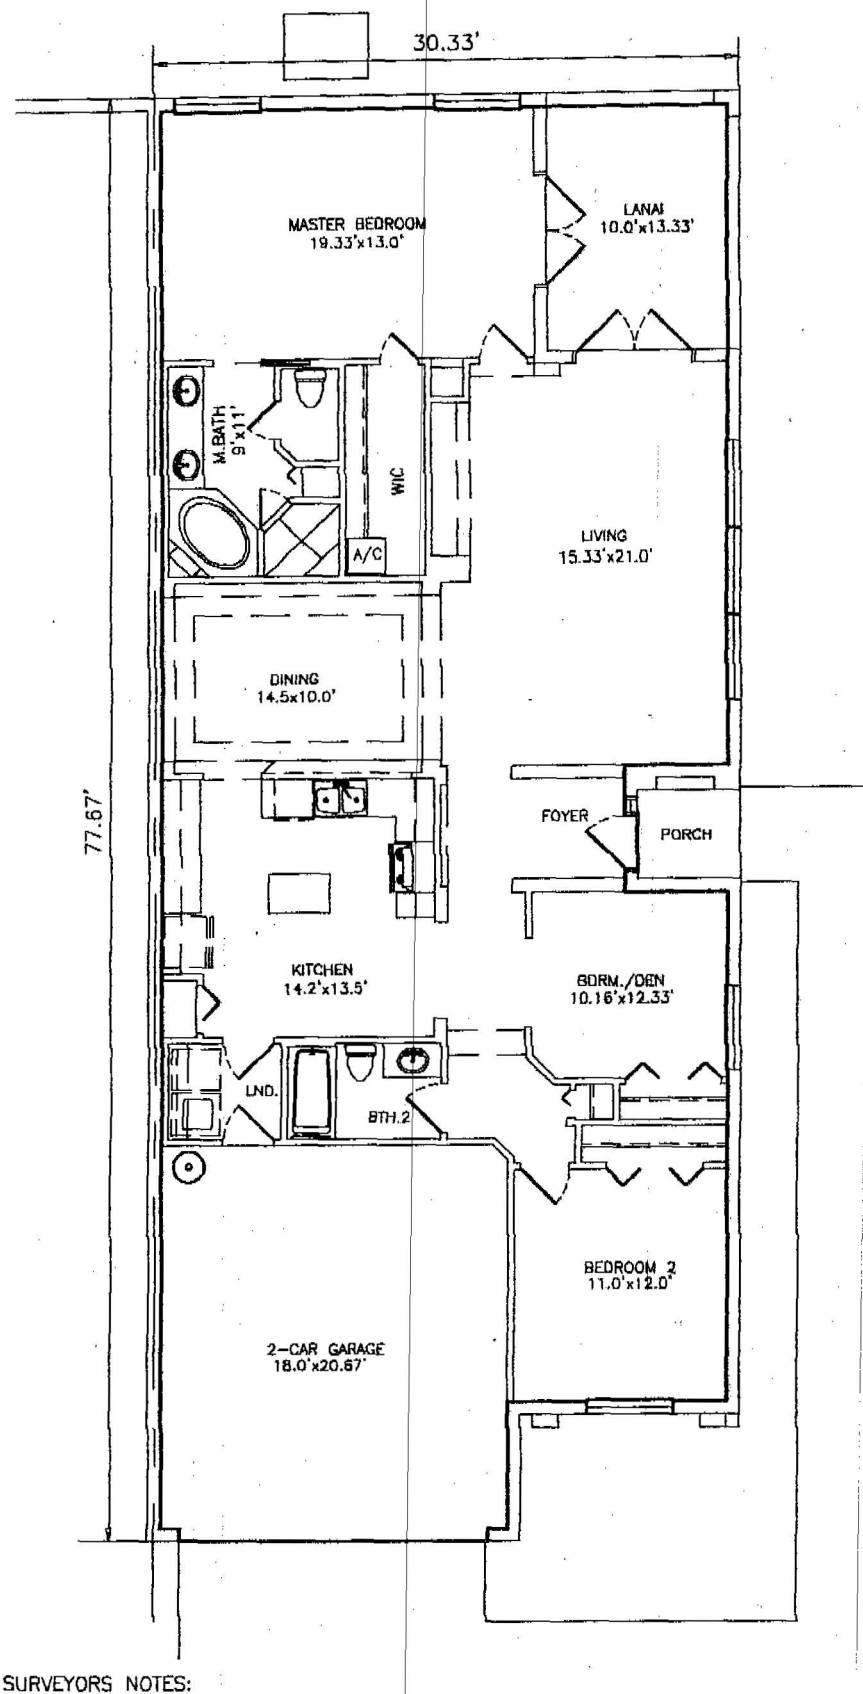 30.33'
MASTER BEDROOM
19.33'x13.0'
LANAI
10.0'x13.33'
M.BATH
9'x11'
WIC
A/C
LIVING
15.33'x21.0'
DINING
14.5x10.0'
77.67'
FOYER
PORCH
KITCHEN
14.2'x13.5'
BDRM./DEN
10.16'x12.33'
LND.
BTH.2
BEDROOM 2
11.0'x12.0'
2-CAR GARAGE
18.0'x20.67'
SURVEYORS NOTES: